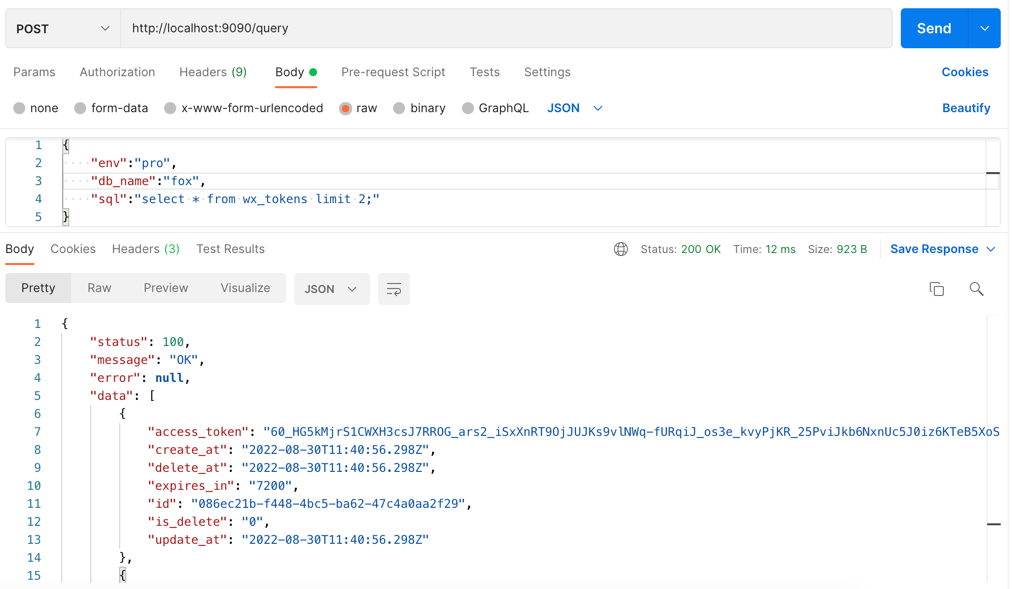 POST http://localhost:9090/query Send
Params Authorization Headers (9) Body Pre-request Script Tests Settings Cookies
none form-data x-www-form-urlencoded raw binary GraphQL JSON Beautify
1 {
2 ····"env":"pro",
3 ····"db_name":"fox",
4 ····"sql":"select·*·from·wx_tokens·limit·2;"
5 }
Body Cookies Headers (3) Test Results Status: 200 OK Time: 12 ms Size: 923 B Save Response
Pretty Raw Preview Visualize JSON
1 {
2 "status": 100,
3 "message": "OK",
4 "error": null,
5 "data": [
6 {
7 "access_token": "60_HG5kMjrS1CWXH3csJ7RROG_ars2_iSxXnRT9OjJUJKs9vlNWq-fURqiJ_os3e_kvyPjKR_25PviJkb6NxnUc5J0iz6KTeB5XoS
8 "create_at": "2022-08-30T11:40:56.298Z",
9 "delete_at": "2022-08-30T11:40:56.298Z",
10 "expires_in": "7200",
11 "id": "086ec21b-f448-4bc5-ba62-47c4a0aa2f29",
12 "is_delete": "0",
13 "update_at": "2022-08-30T11:40:56.298Z"
14 },
15 {